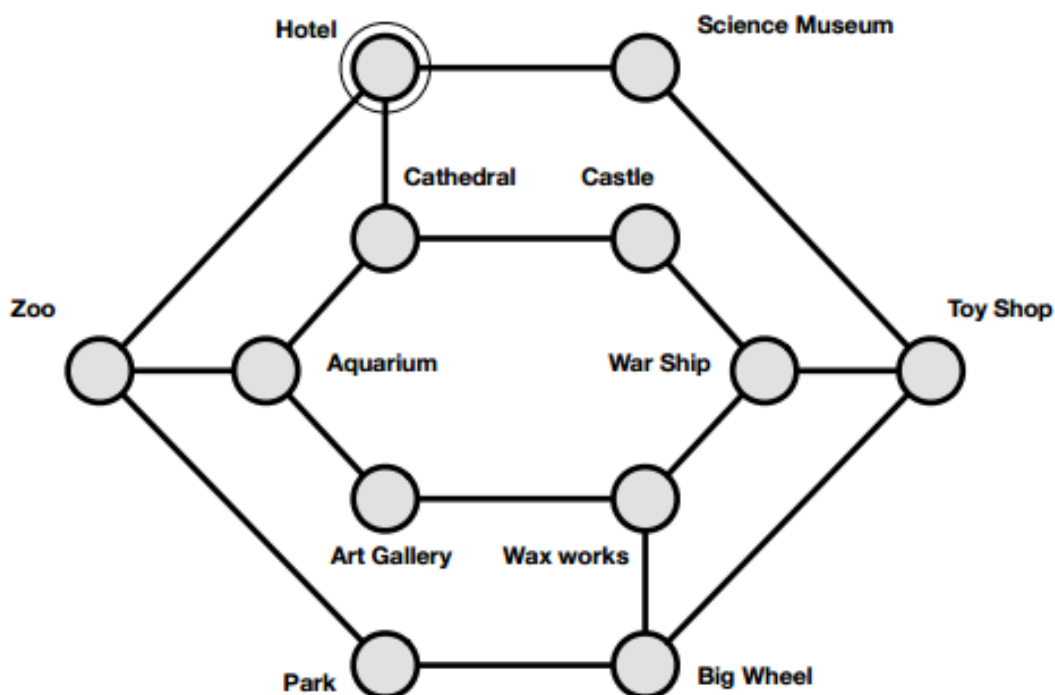 Hotel
Science Museum
Cathedral
Castle
Zoo
Toy Shop
Aquarium
War Ship
Art Gallery
Wax works
Park
Big Wheel